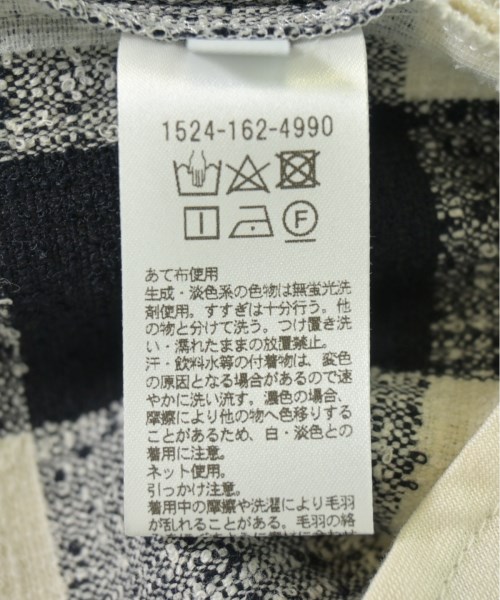 1524-162-4990
F
あて布使用
生成・淡色系の色物は無蛍光洗
剤使用。すすぎは十分行う。他
の物と分けて洗う。つけ置き洗
い・濡れたままの放置禁止。
汗・飲料水等の付着物は、変色
の原因となる場合があるので速
やかに洗い流す。濃色の場合、
摩擦により他の物へ色移りする
ことがあるため、白・淡色との
着用に注意。
ネット使用。
引っかけ注意。
着用中の摩擦や洗濯により毛羽
が乱れることがある。毛羽の絡